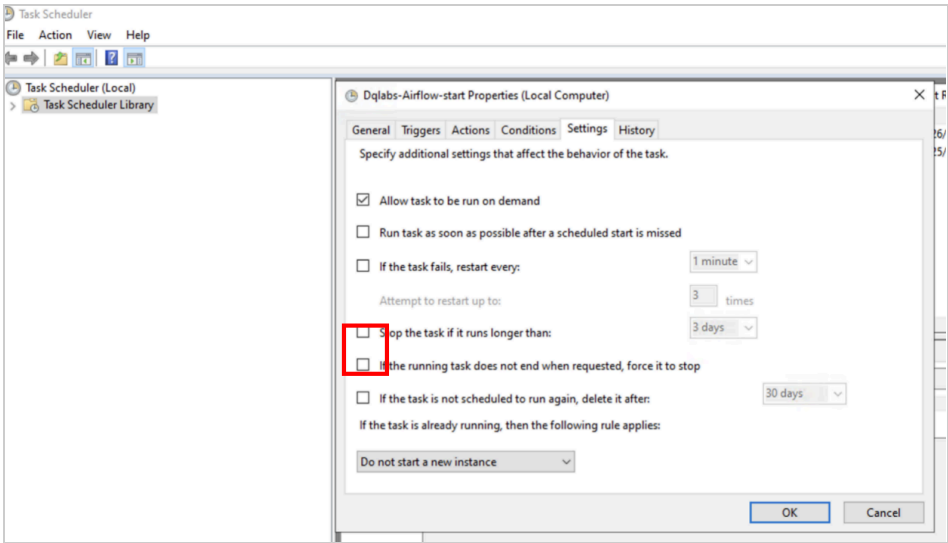 Task Scheduler
File Action View Help
Task Scheduler (Local)
Task Scheduler Library
Dqlabs-Airflow-start Properties (Local Computer)
General Triggers Actions Conditions Settings History
Specify additional settings that affect the behavior of the task.
Allow task to be run on demand
Run task as soon as possible after a scheduled start is missed
If the task fails, restart every: 1 minute
Attempt to restart up to: 3 times
Stop the task if it runs longer than: 3 days
If the running task does not end when requested, force it to stop
If the task is not scheduled to run again, delete it after: 30 days
If the task is already running, then the following rule applies:
Do not start a new instance
OK Cancel